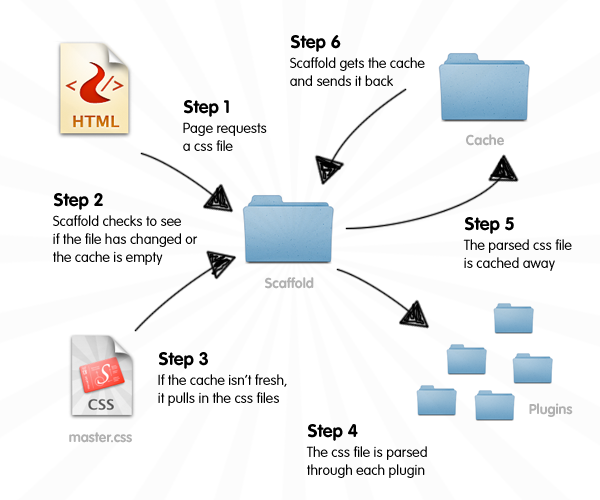 Step 6
Scaffold gets the cache
and sends it back
</>
HTML
Step 1
Page requests
a css file
Cache
Step 2
Scaffold checks to see
if the file has changed or
the cache is empty
Step 5
The parsed css file
is cached away
Scaffold
Step 3
If the cache isn't fresh,
it pulls in the css files
S
CSS
master.css
Plugins
Step 4
The css file is parsed
through each plugin